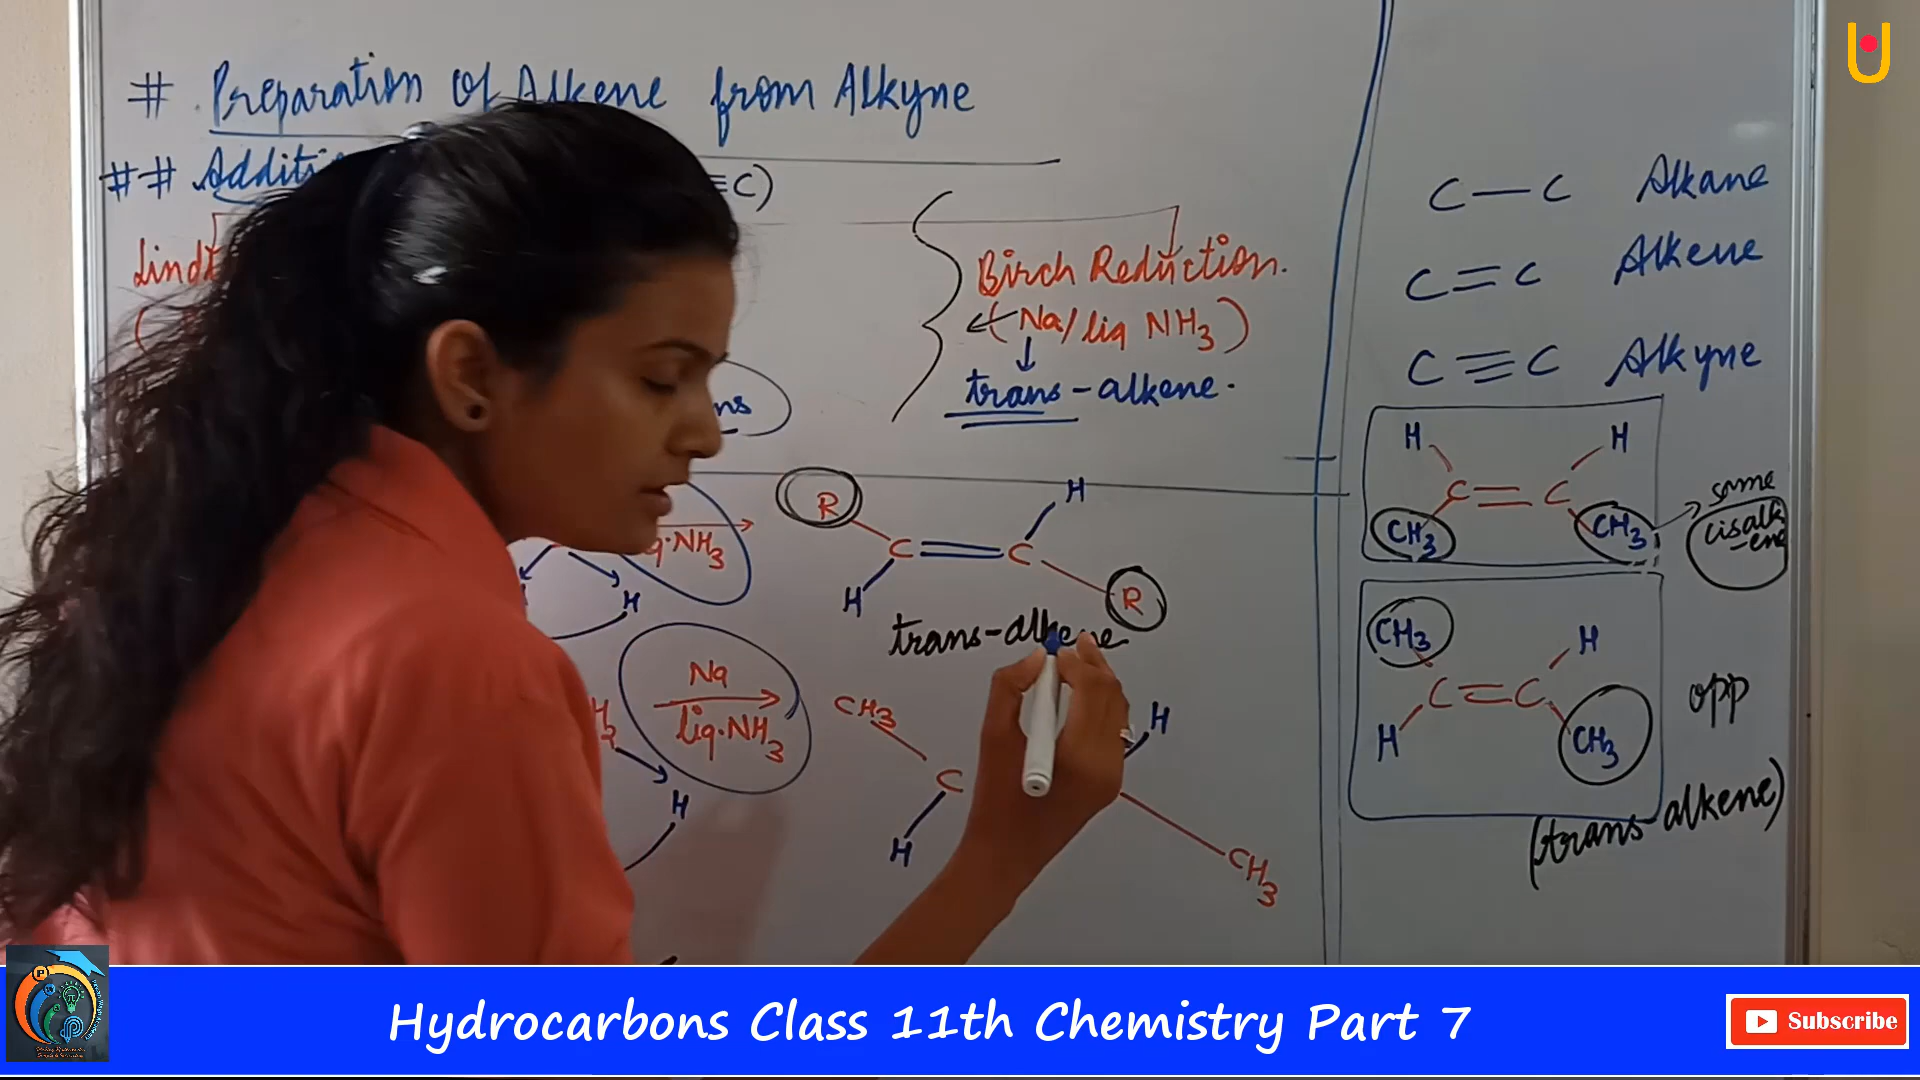 # Preparation of Alkene from Alkyne
## Additi
≡C)
Lindl
Birch Reduction.
(Na/liq NH3)
trans-alkene.
ns
C—C Alkane
C=C Alkene
C≡C Alkyne
H H
C=C
CH3 CH3
same
cisalk
-ene
R H
C=C
H R
trans-alkene
q.NH3
H
Na
liq.NH3
H
CH3 H
C
H CH3
CH3 H
C=C
H CH3
opp
(trans-alkene)
Hydrocarbons Class 11th Chemistry Part 7
Subscribe